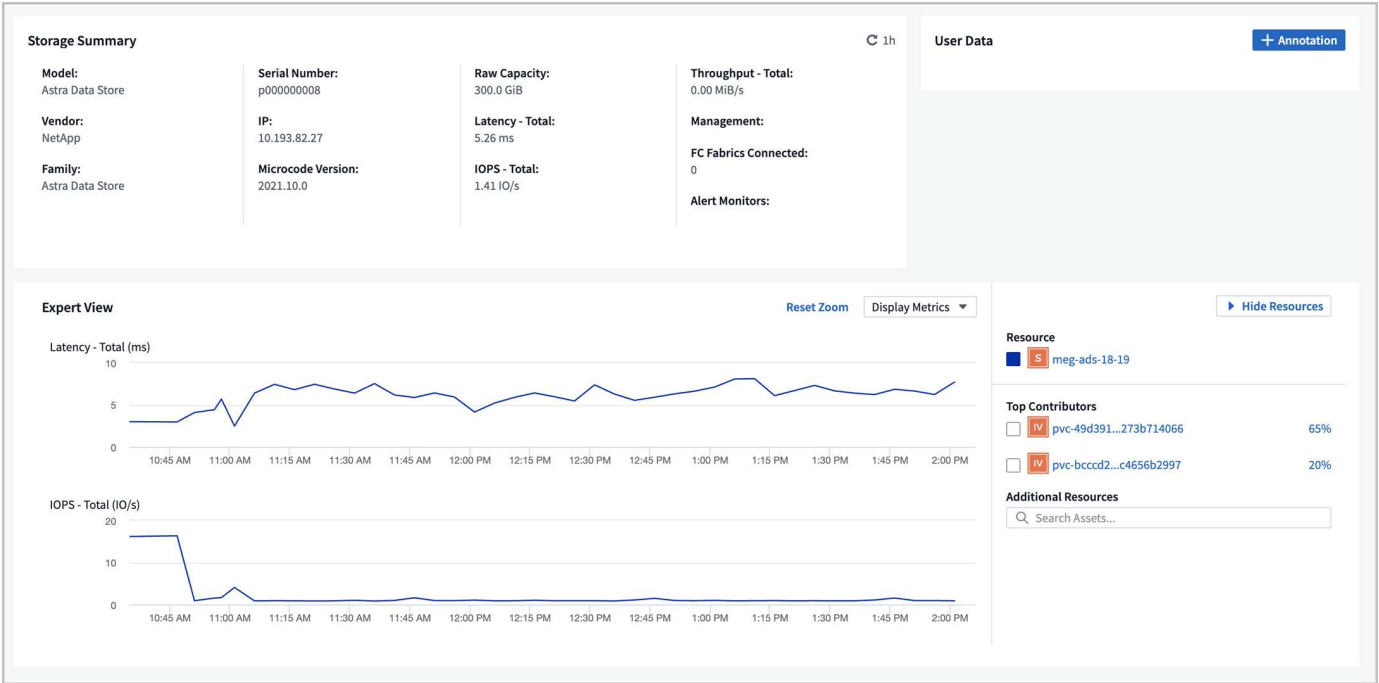 Storage Summary
1h
Model:
Astra Data Store
Vendor:
NetApp
Family:
Astra Data Store
Serial Number:
p000000008
IP:
10.193.82.27
Microcode Version:
2021.10.0
Raw Capacity:
300.0 GiB
Latency - Total:
5.26 ms
IOPS - Total:
1.41 IO/s
Throughput - Total:
0.00 MiB/s
Management:
FC Fabrics Connected:
0
Alert Monitors:
User Data
+ Annotation
Expert View
Reset Zoom
Display Metrics
Latency - Total (ms)
10
5
0
10:45 AM 11:00 AM 11:15 AM 11:30 AM 11:45 AM 12:00 PM 12:15 PM 12:30 PM 12:45 PM 1:00 PM 1:15 PM 1:30 PM 1:45 PM 2:00 PM
IOPS - Total (IO/s)
20
10
0
10:45 AM 11:00 AM 11:15 AM 11:30 AM 11:45 AM 12:00 PM 12:15 PM 12:30 PM 12:45 PM 1:00 PM 1:15 PM 1:30 PM 1:45 PM 2:00 PM
Hide Resources
Resource
S meg-ads-18-19
Top Contributors
IV pvc-49d391...273b714066 65%
IV pvc-bcccd2...c4656b2997 20%
Additional Resources
Search Assets...